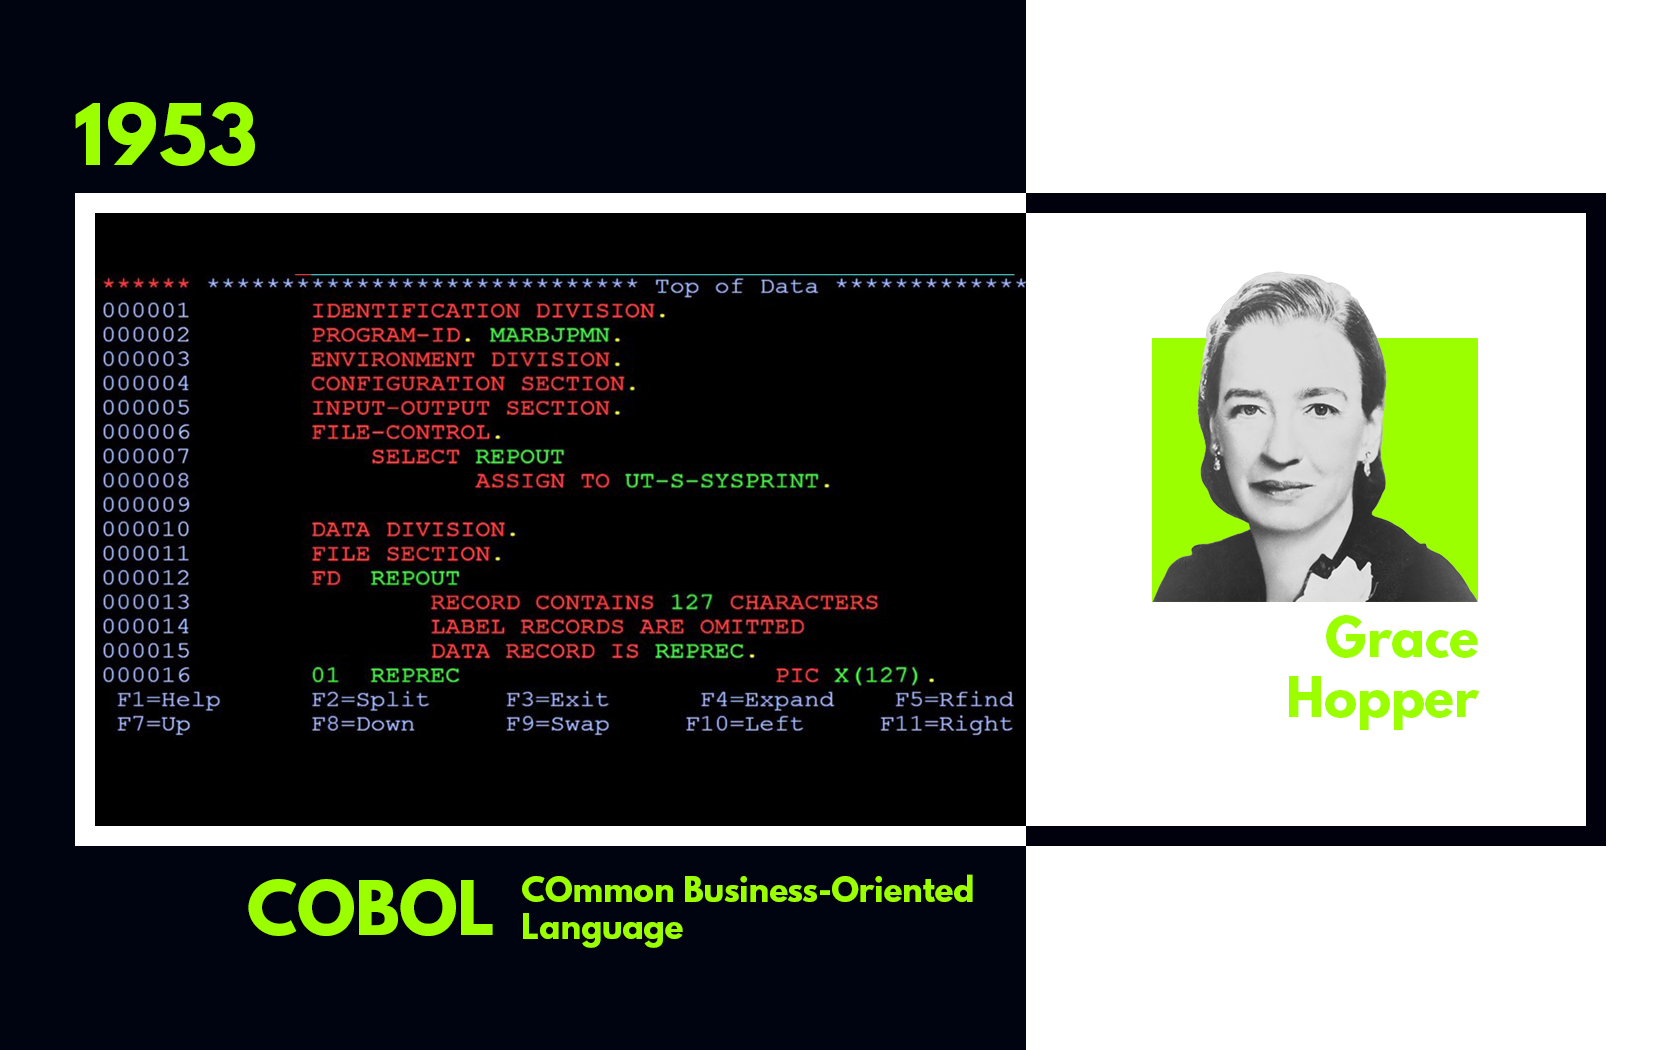 1953
****** ***************************** Top of Data *************
000001 IDENTIFICATION DIVISION.
000002 PROGRAM-ID. MARBJPMN.
000003 ENVIRONMENT DIVISION.
000004 CONFIGURATION SECTION.
000005 INPUT-OUTPUT SECTION.
000006 FILE-CONTROL.
000007 SELECT REPOUT
000008 ASSIGN TO UT-S-SYSPRINT.
000009
000010 DATA DIVISION.
000011 FILE SECTION.
000012 FD REPOUT
000013 RECORD CONTAINS 127 CHARACTERS
000014 LABEL RECORDS ARE OMITTED
000015 DATA RECORD IS REPREC.
000016 01 REPREC PIC X(127).
F1=Help F2=Split F3=Exit F4=Expand F5=Rfind
F7=Up F8=Down F9=Swap F10=Left F11=Right
Grace
Hopper
COBOL
COmmon Business-Oriented
Language